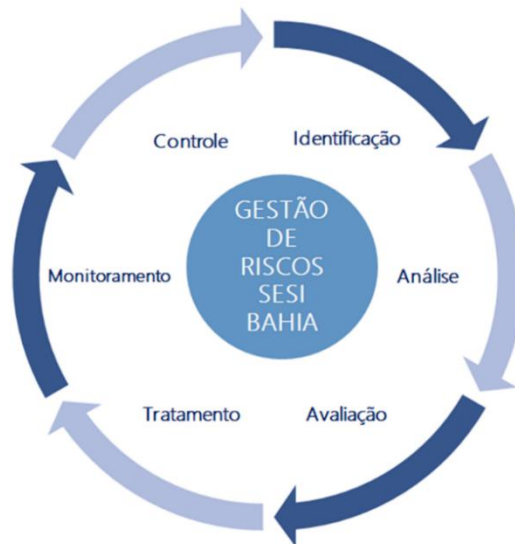 Controle
Identificação
GESTÃO
DE
RISCOS
SESI
BAHIA
Monitoramento
Análise
Tratamento
Avaliação